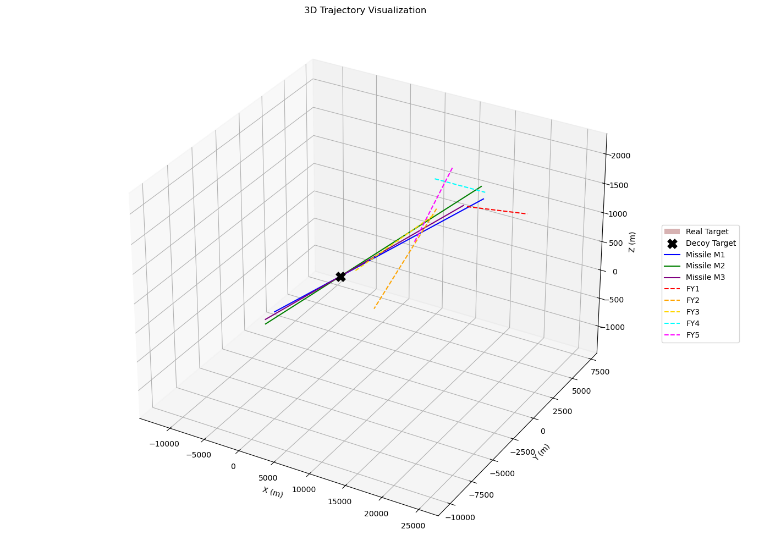 3D Trajectory Visualization
2000
1500
1000
500
0
−500
−1000
Z (m)
Real Target
Decoy Target
Missile M1
Missile M2
Missile M3
FY1
FY2
FY3
FY4
FY5
7500
5000
2500
0
−2500
−5000
−7500
−10000
Y (m)
−10000
−5000
0
5000
10000
15000
20000
25000
X (m)